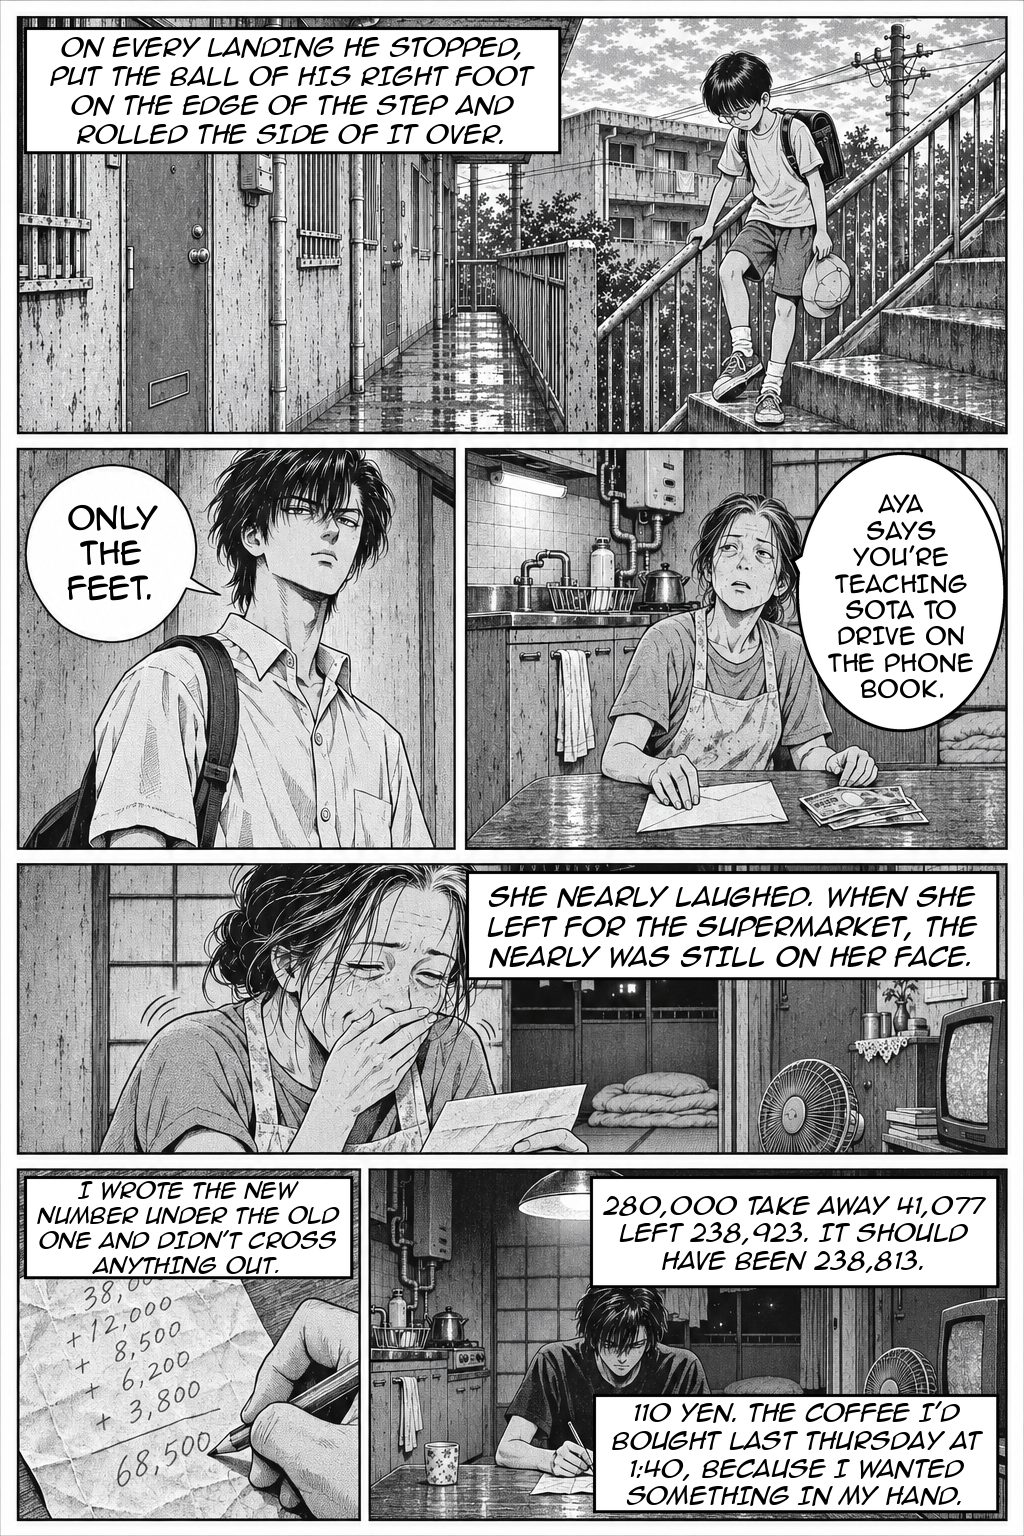 ON EVERY LANDING HE STOPPED,
PUT THE BALL OF HIS RIGHT FOOT
ON THE EDGE OF THE STEP AND
ROLLED THE SIDE OF IT OVER.
ONLY
THE
FEET.
AYA
SAYS
YOU'RE
TEACHING
SOTA TO
DRIVE ON
THE PHONE
BOOK.
SHE NEARLY LAUGHED. WHEN SHE
LEFT FOR THE SUPERMARKET, THE
NEARLY WAS STILL ON HER FACE.
I WROTE THE NEW
NUMBER UNDER THE OLD
ONE AND DIDN'T CROSS
ANYTHING OUT.
+ 12,000
+ 8,500
+ 6,200
+ 3,800
68,500
280,000 TAKE AWAY 41,077
LEFT 238,923. IT SHOULD
HAVE BEEN 238,813.
110 YEN. THE COFFEE I'D
BOUGHT LAST THURSDAY AT
1:40, BECAUSE I WANTED
SOMETHING IN MY HAND.